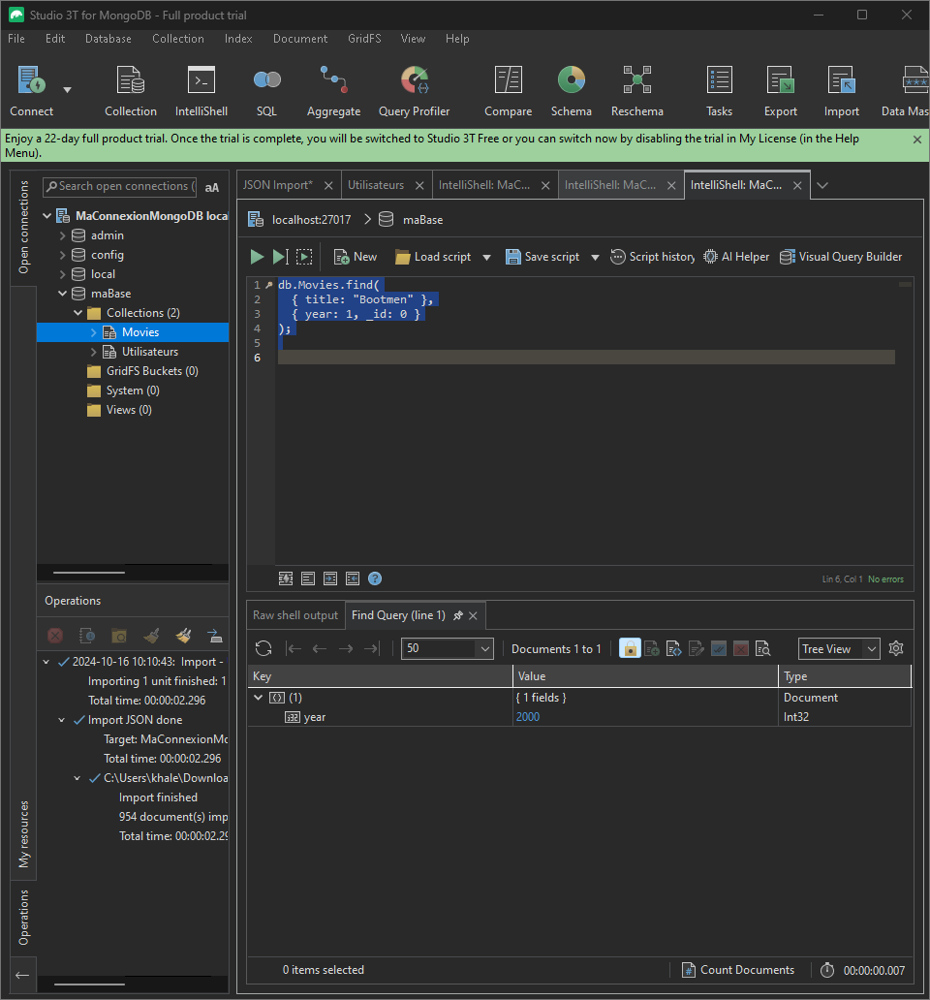 Studio 3T for MongoDB - Full product trial
File Edit Database Collection Index Document GridFS View Help
Connect Collection IntelliShell SQL Aggregate Query Profiler Compare Schema Reschema Tasks Export Import Data Mas
Enjoy a 22-day full product trial. Once the trial is complete, you will be switched to Studio 3T Free or you can switch now by disabling the trial in My License (in the Help
Menu).
Open connections
Search open connections ( aA
MaConnexionMongoDB loca
admin
config
local
maBase
Collections (2)
Movies
Utilisateurs
GridFS Buckets (0)
System (0)
Views (0)
JSON Import* Utilisateurs IntelliShell: MaC... IntelliShell: MaC... IntelliShell: MaC...
localhost:27017 maBase
New Load script Save script Script history AI Helper Visual Query Builder
1 db.Movies.find(
2 { title: "Bootmen" },
3 { year: 1, _id: 0 }
4 );
5
6
Lin 6, Col 1 No errors
Operations
2024-10-16 10:10:43: Import -
Importing 1 unit finished: 1
Total time: 00:00:02.296
Import JSON done
Target: MaConnexionMo
Total time: 00:00:02.296
C:\Users\khale\Downloa
Import finished
954 document(s) imp
Total time: 00:00:02.29
My resources
Operations
Raw shell output Find Query (line 1)
50 Documents 1 to 1 Tree View
Key Value Type
(1) { 1 fields } Document
year 2000 Int32
0 items selected Count Documents 00:00:00.007